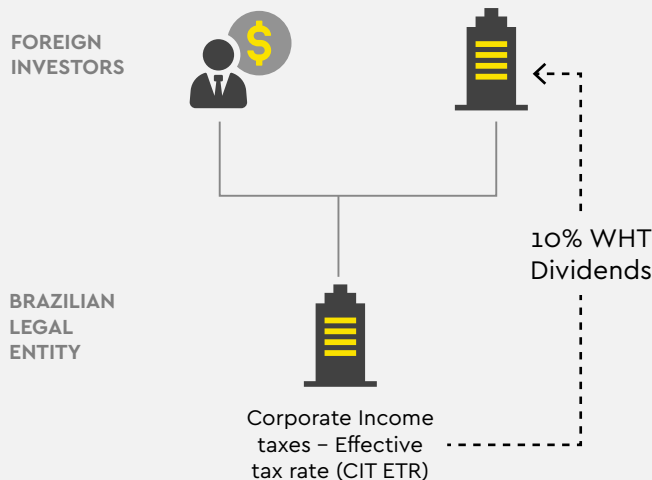 FOREIGN
INVESTORS
$
10% WHT
Dividends
BRAZILIAN
LEGAL
ENTITY
Corporate Income
taxes – Effective
tax rate (CIT ETR)